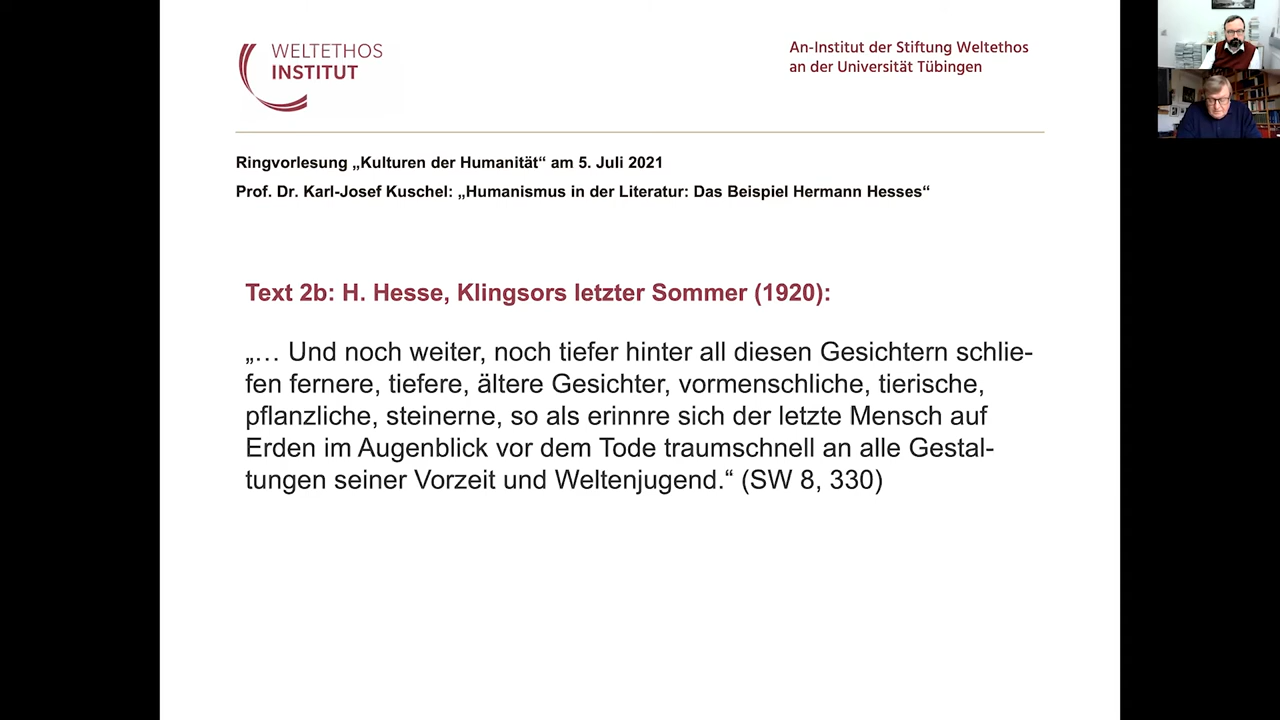 WELTETHOS
INSTITUT
An-Institut der Stiftung Weltethos
an der Universität Tübingen
Ringvorlesung „Kulturen der Humanität“ am 5. Juli 2021
Prof. Dr. Karl-Josef Kuschel: „Humanismus in der Literatur: Das Beispiel Hermann Hesses“
Text 2b: H. Hesse, Klingsors letzter Sommer (1920):
„… Und noch weiter, noch tiefer hinter all diesen Gesichtern schlie-
fen fernere, tiefere, ältere Gesichter, vormenschliche, tierische,
pflanzliche, steinerne, so als erinnre sich der letzte Mensch auf
Erden im Augenblick vor dem Tode traumschnell an alle Gestal-
tungen seiner Vorzeit und Weltenjugend.“ (SW 8, 330)